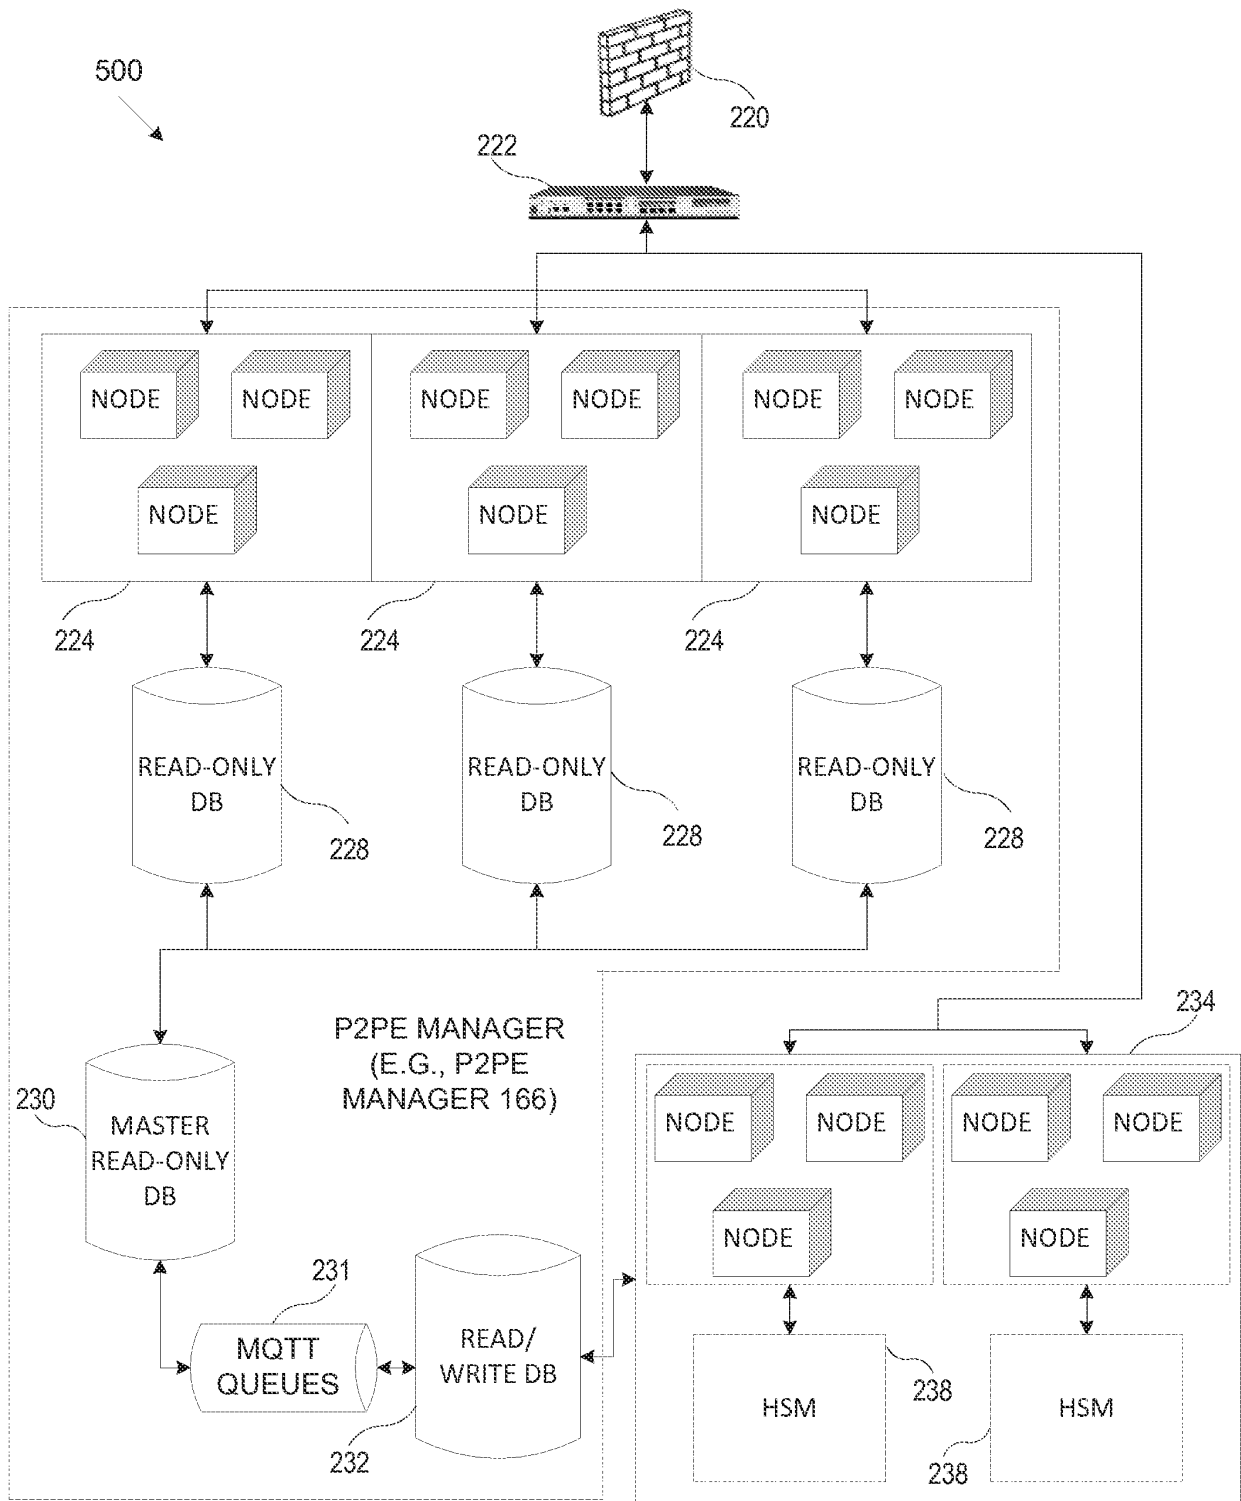 500
220
222
NODE
NODE
NODE
NODE
NODE
NODE
NODE
NODE
NODE
224
224
224
READ-ONLY
DB
READ-ONLY
DB
READ-ONLY
DB
228
228
228
P2PE MANAGER
(E.G., P2PE
MANAGER 166)
230
MASTER
READ-ONLY
DB
231
MQTT
QUEUES
READ/
WRITE DB
232
234
NODE
NODE
NODE
NODE
NODE
NODE
HSM
238
HSM
238